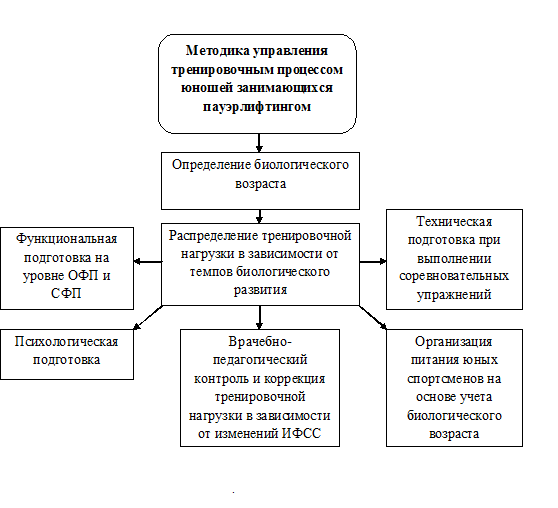 Методика управления
тренировочным процессом
юношей занимающихся
пауэрлифтингом
Определение биологического
возраста
Функциональная
подготовка на
уровне ОФП и
СФП
Распределение тренировочной
нагрузки в зависимости от
темпов биологического
развития
Техническая
подготовка при
выполнении
соревновательных
упражнений
Психологическая
подготовка
Врачебно-
педагогический
контроль и коррекция
тренировочной
нагрузки в зависимости
от изменений ИФСС
Организация
питания юных
спортсменов на
основе учета
биологического
возраста
.